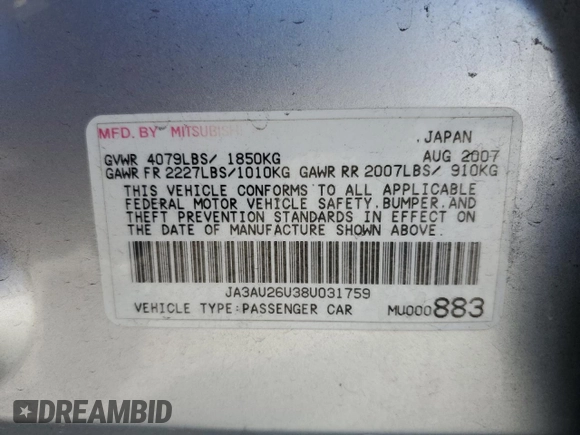 MFD. BY MITSUBISHI
. JAPAN
GVWR 4079LBS/ 1850KG AUG 2007
GAWR FR 2227LBS/1010KG GAWR RR 2007LBS/ 910KG
THIS VEHICLE CONFORMS TO ALL APPLICABLE
FEDERAL MOTOR VEHICLE SAFETY,BUMPER,AND
THEFT PREVENTION STANDARDS IN EFFECT ON
THE DATE OF MANUFACTURE SHOWN ABOVE.
JA3AU26U38U031759
VEHICLE TYPE:PASSENGER CAR MU000883
DREAMBID